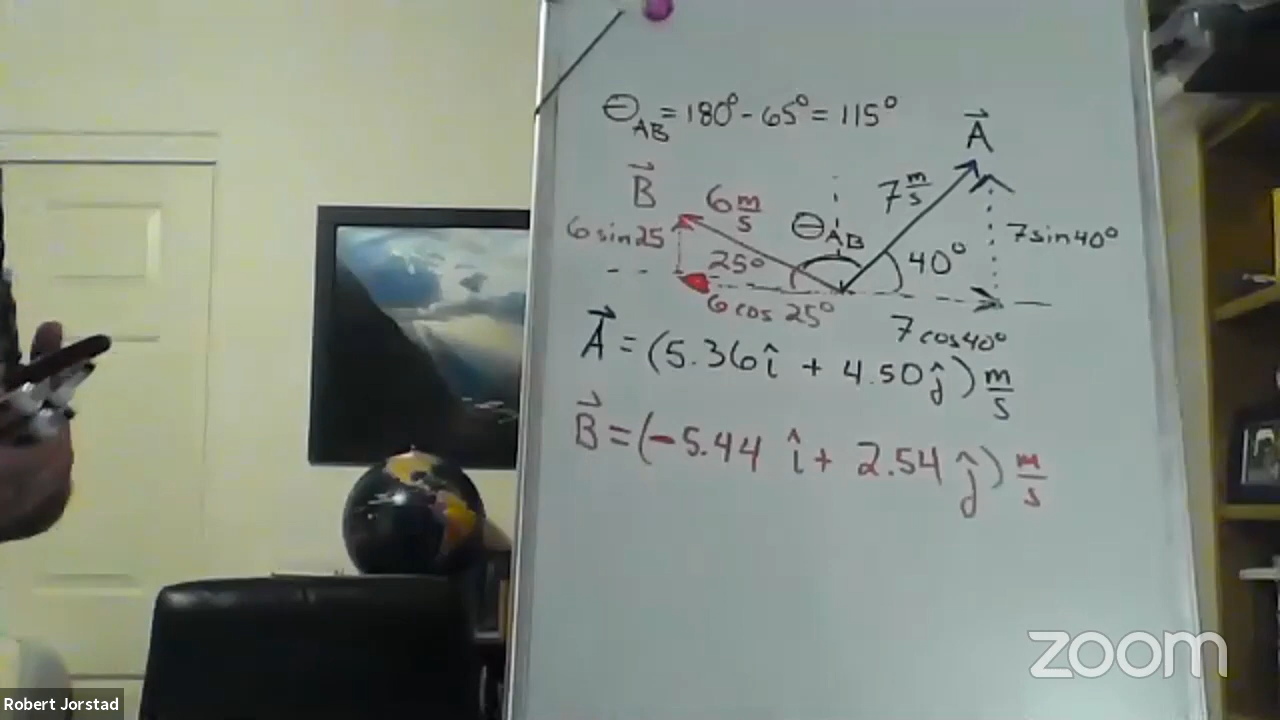 Θ_AB = 180° - 65° = 115°
A⃗
B⃗
6 m/s
7 m/s
6 sin 25
Θ_AB
7 sin 40°
25°
40°
6 cos 25°
7 cos 40°
A⃗ = (5.36 î + 4.50 ĵ) m/s
B⃗ = (-5.44 î + 2.54 ĵ) m/s
zoom
Robert Jorstad